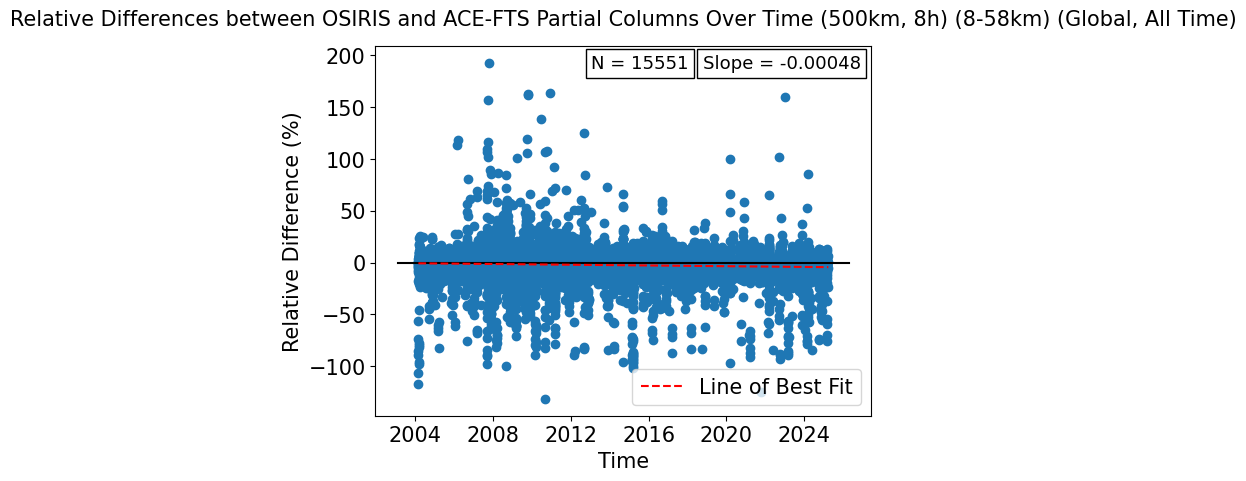 Relative Differences between OSIRIS and ACE-FTS Partial Columns Over Time (500km, 8h) (8-58km) (Global, All Time)
N = 15551
Slope = -0.00048
Relative Difference (%)
200
150
100
50
0
−50
−100
Line of Best Fit
2004 2008 2012 2016 2020 2024
Time